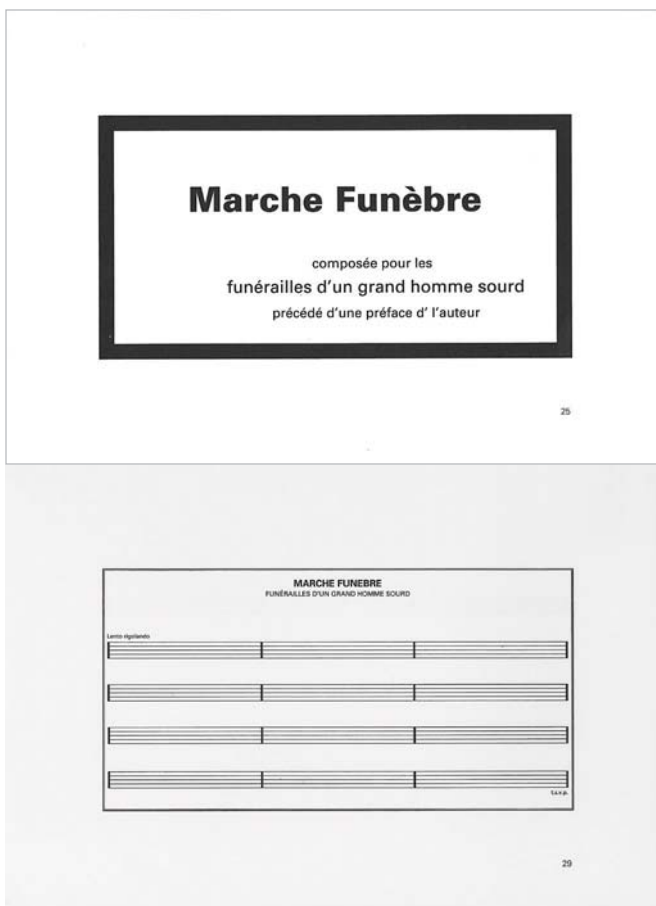 Marche Funèbre
composée pour les
funérailles d'un grand homme sourd
précédé d'une préface d' l'auteur
25
MARCHE FUNEBRE
FUNÉRAILLES D'UN GRAND HOMME SOURD
Lento rigolando
t.s.v.p.
29